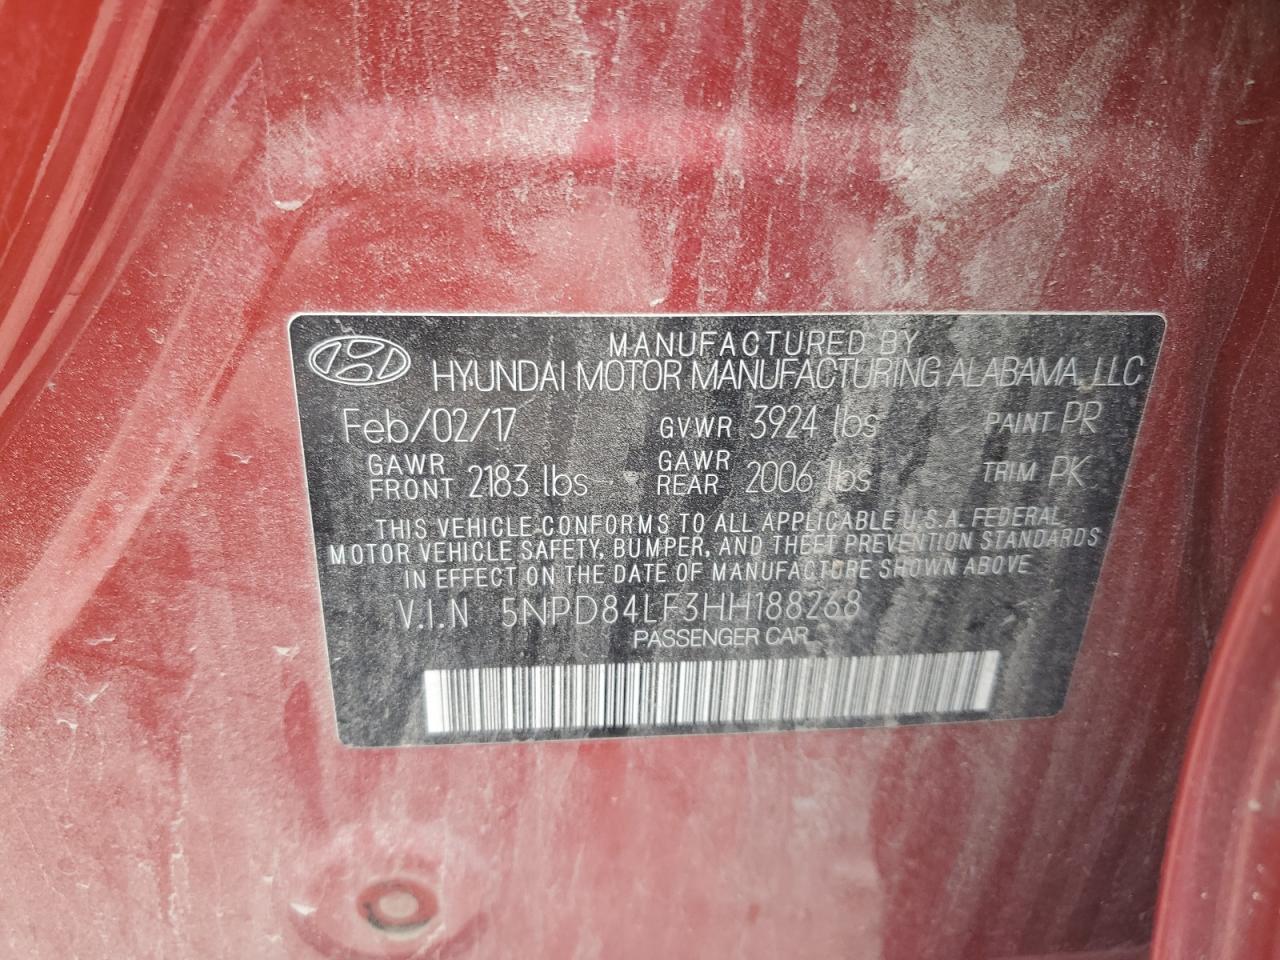 MANUFACTURED BY
HYUNDAI MOTOR MANUFACTURING ALABAMA, LLC
Feb/02/17 GVWR 3924 lbs PAINT PR
GAWR FRONT 2183 lbs GAWR REAR 2006 lbs TRIM PK
THIS VEHICLE CONFORMS TO ALL APPLICABLE U.S.A. FEDERAL
MOTOR VEHICLE SAFETY, BUMPER, AND THEFT PREVENTION STANDARDS
IN EFFECT ON THE DATE OF MANUFACTURE SHOWN ABOVE
V.I.N 5NPD84LF3HH188268
PASSENGER CAR